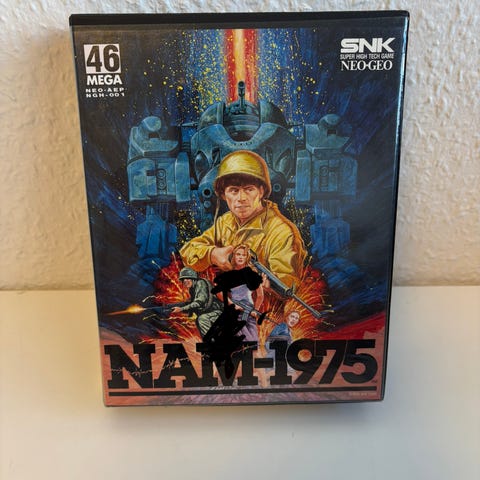 46
MEGA
NEO-AEP
NGH-001
SNK
SUPER HIGH TECH GAME
NEO•GEO
NAM-1975